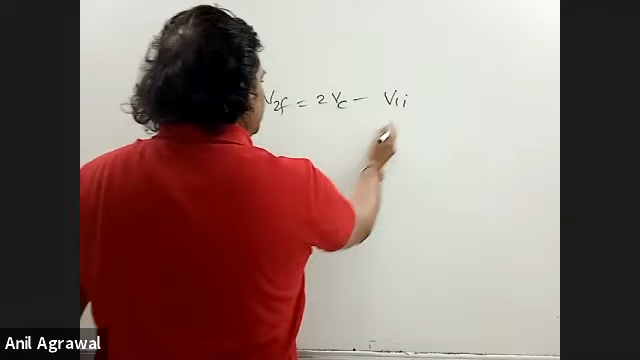 V2f = 2Vc - V1i
Anil Agrawal